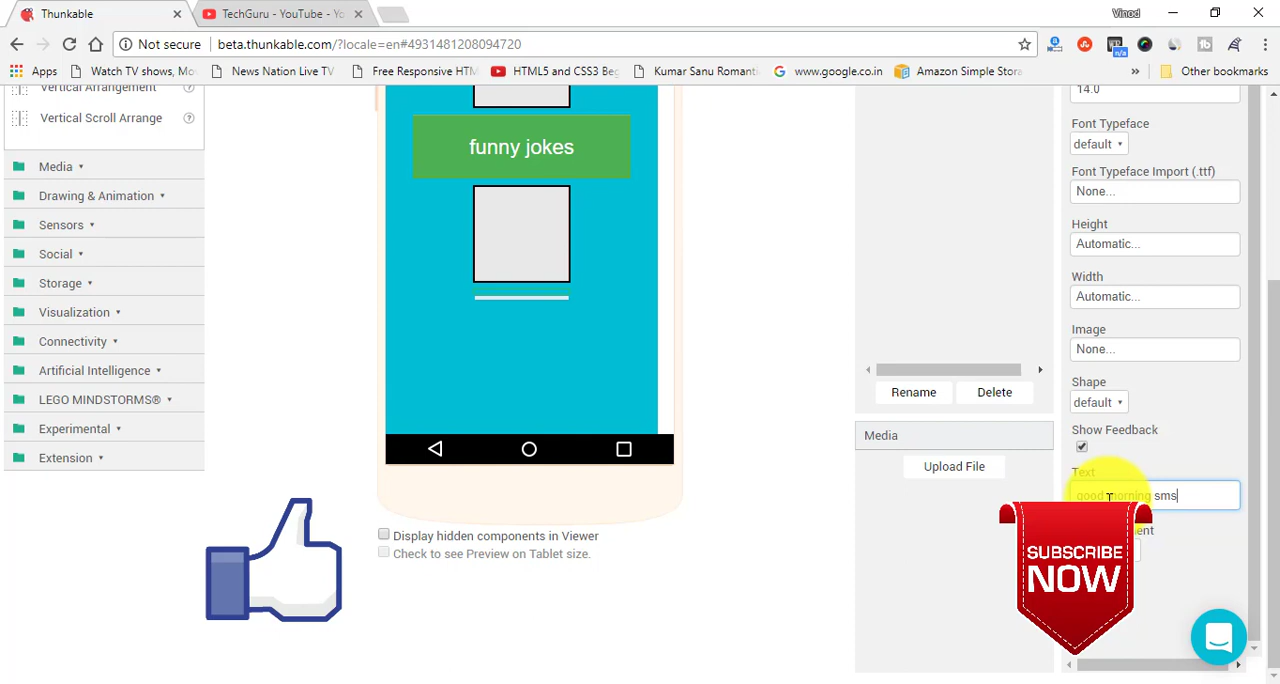 Thunkable
TechGuru - YouTube - Yo
Vinod
Not secure
beta.thunkable.com/?locale=en#4931481208094720
n/a
Apps
Watch TV shows, Mo
News Nation Live TV
Free Responsive HTM
HTML5 and CSS3 Beg
Kumar Sanu Romanti
www.google.co.in
Amazon Simple Stora
»
Other bookmarks
Vertical Arrangement
Vertical Scroll Arrange
Media
Drawing & Animation
Sensors
Social
Storage
Visualization
Connectivity
Artificial Intelligence
LEGO MINDSTORMS®
Experimental
Extension
funny jokes
Display hidden components in Viewer
Check to see Preview on Tablet size.
Rename
Delete
Media
Upload File
14.0
Font Typeface
default
Font Typeface Import (.ttf)
None...
Height
Automatic...
Width
Automatic...
Image
None...
Shape
default
Show Feedback
Text
good morning sms
SUBSCRIBE
NOW